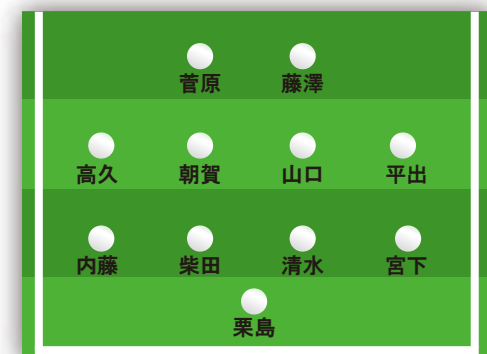 菅原 藤澤
高久 朝賀 山口 平出
内藤 柴田 清水 宮下
栗島